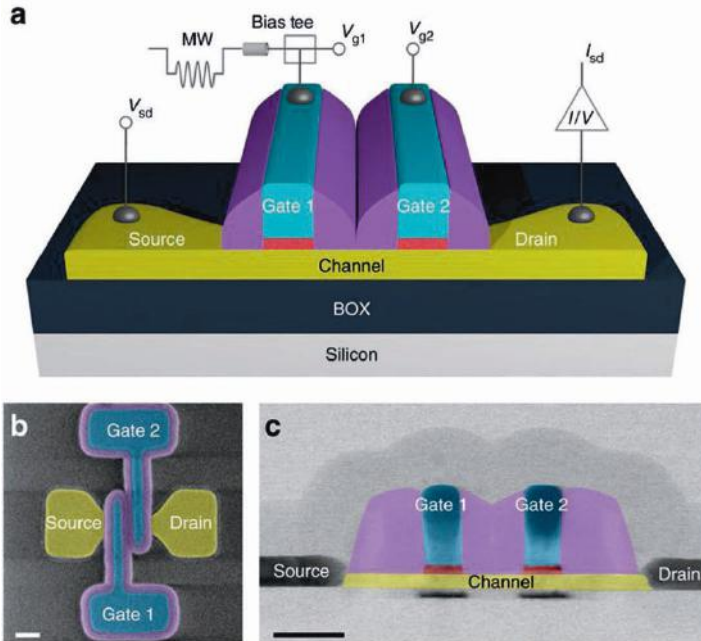 a
Bias tee
MW
Vg1
Vg2
Isd
Vsd
I/V
Gate 1
Gate 2
Source
Drain
Channel
BOX
Silicon
b
Gate 2
Source
Drain
Gate 1
c
Gate 1
Gate 2
Source
Channel
Drain